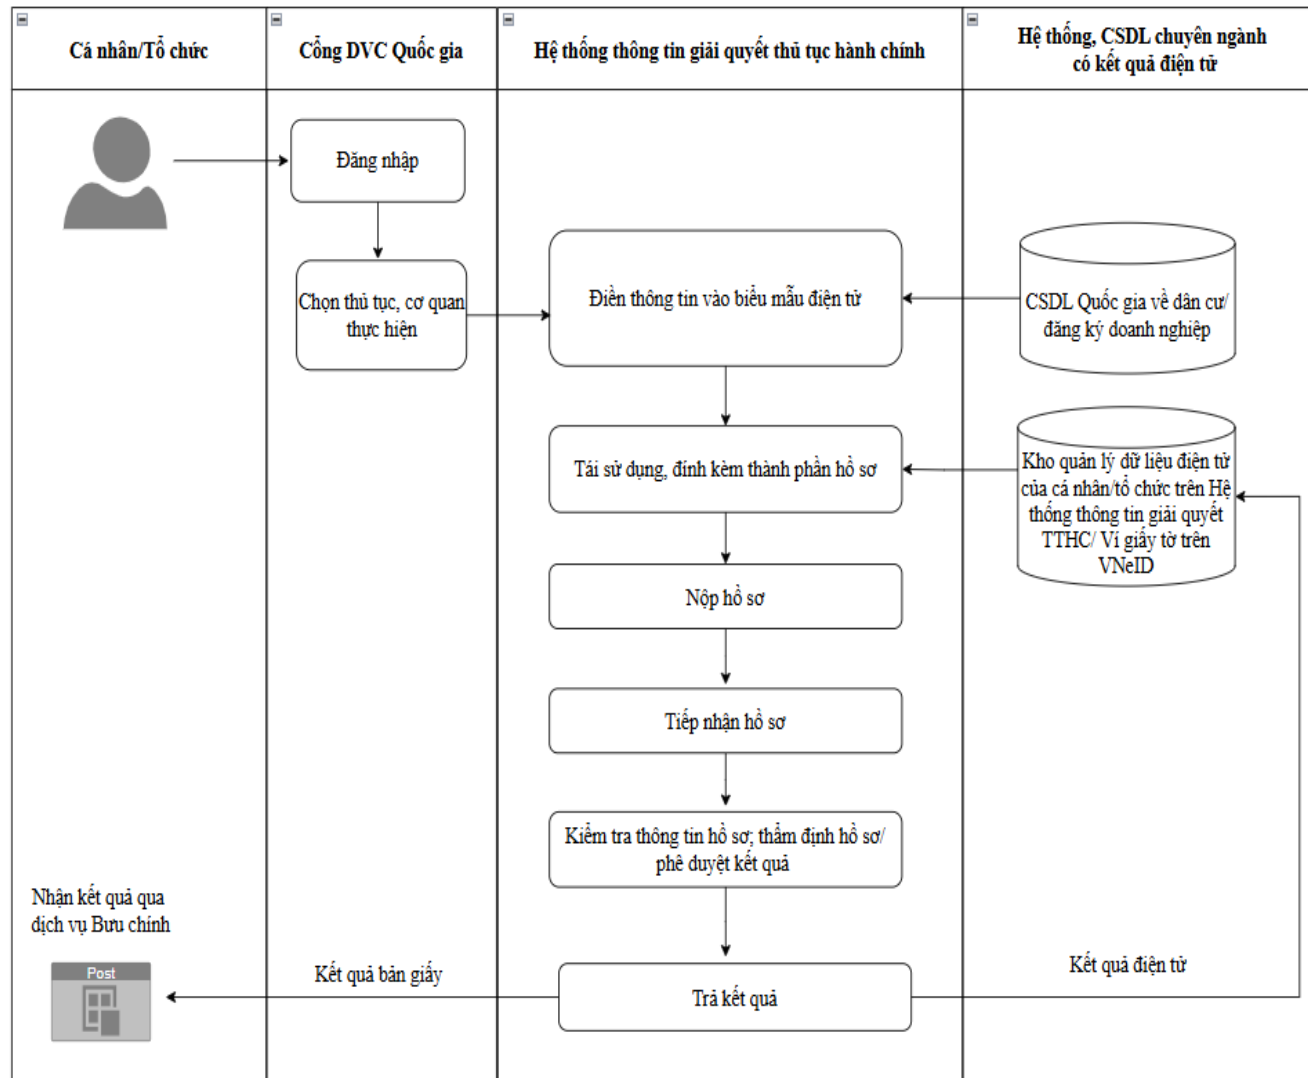 Cá nhân/Tổ chức
Cổng DVC Quốc gia
Hệ thống thông tin giải quyết thủ tục hành chính
Hệ thống, CSDL chuyên ngành
có kết quả điện tử
Đăng nhập
Chọn thủ tục, cơ quan
thực hiện
Điền thông tin vào biểu mẫu điện tử
CSDL Quốc gia về dân cư/
đăng ký doanh nghiệp
Tái sử dụng, đính kèm thành phần hồ sơ
Kho quản lý dữ liệu điện tử
của cá nhân/tổ chức trên Hệ
thống thông tin giải quyết
TTHC/ Ví giấy tờ trên
VNeID
Nộp hồ sơ
Tiếp nhận hồ sơ
Kiểm tra thông tin hồ sơ; thẩm định hồ sơ/
phê duyệt kết quả
Nhận kết quả qua
dịch vụ Bưu chính
Post
Kết quả bản giấy
Trả kết quả
Kết quả điện tử